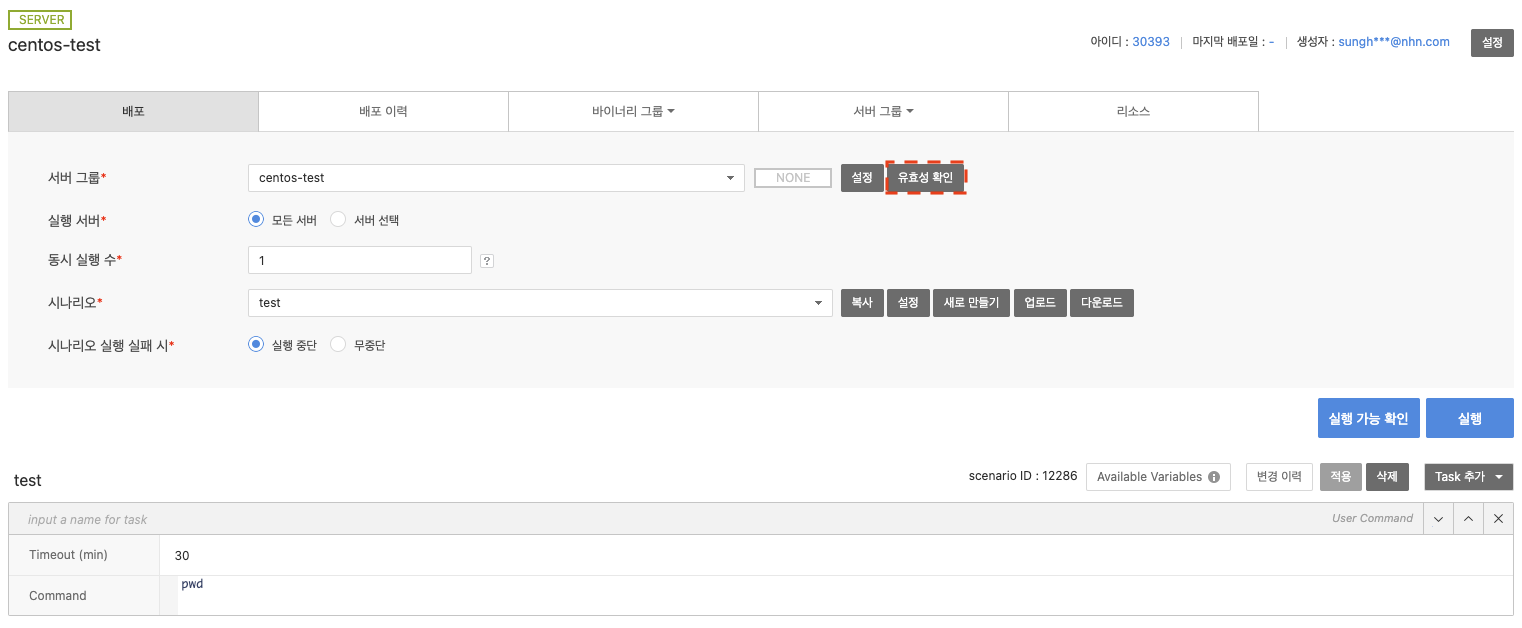 SERVER
centos-test
아이디 : 30393 | 마지막 배포일 : - | 생성자 : sungh***@nhn.com 설정
배포 배포 이력 바이너리 그룹 서버 그룹 리소스
서버 그룹* centos-test NONE 설정 유효성 확인
실행 서버* 모든 서버 서버 선택
동시 실행 수* 1 ?
시나리오* test 복사 설정 새로 만들기 업로드 다운로드
시나리오 실행 실패 시* 실행 중단 무중단
실행 가능 확인 실행
test scenario ID : 12286 Available Variables 변경 이력 적용 삭제 Task 추가
input a name for task User Command
Timeout (min) 30
Command pwd